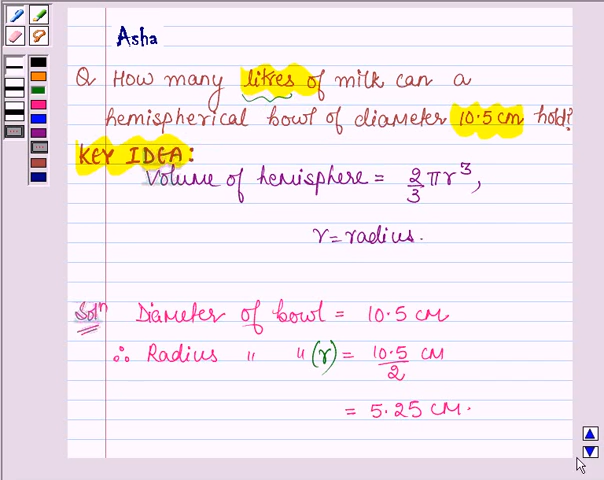 Asha
Q How many litres of milk can a
hemispherical bowl of diameter 10.5 cm hold?
KEY IDEA:
Volume of hemisphere = 2/3 πr³,
r = radius.
Solⁿ Diameter of bowl = 10.5 cm
∴ Radius " " (r) = 10.5/2 cm
= 5.25 cm.